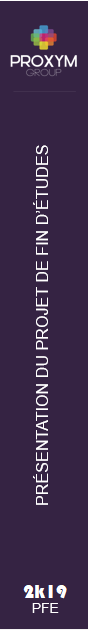 PROXYM
GROUP
PRÉSENTATION DU PROJET DE FIN D'ÉTUDES
2k19
PFE